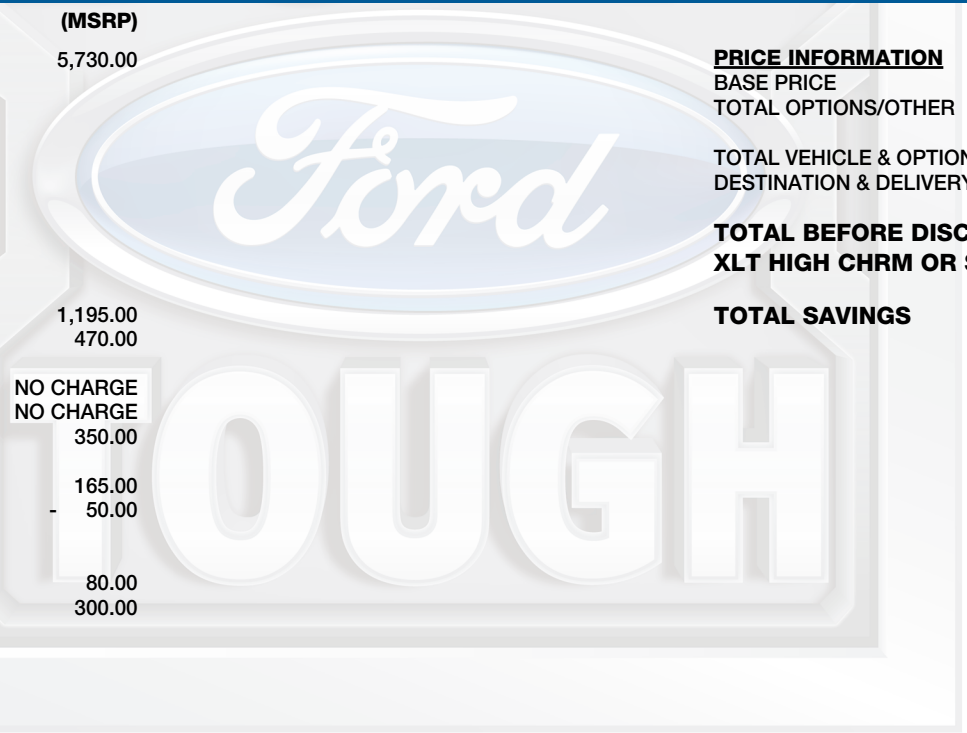 (MSRP)
5,730.00
1,195.00
470.00
NO CHARGE
NO CHARGE
350.00
165.00
- 50.00
80.00
300.00
PRICE INFORMATION
BASE PRICE
TOTAL OPTIONS/OTHER
TOTAL VEHICLE & OPTION
DESTINATION & DELIVERY
TOTAL BEFORE DISC
XLT HIGH CHRM OR S
TOTAL SAVINGS
Ford
TOUGH